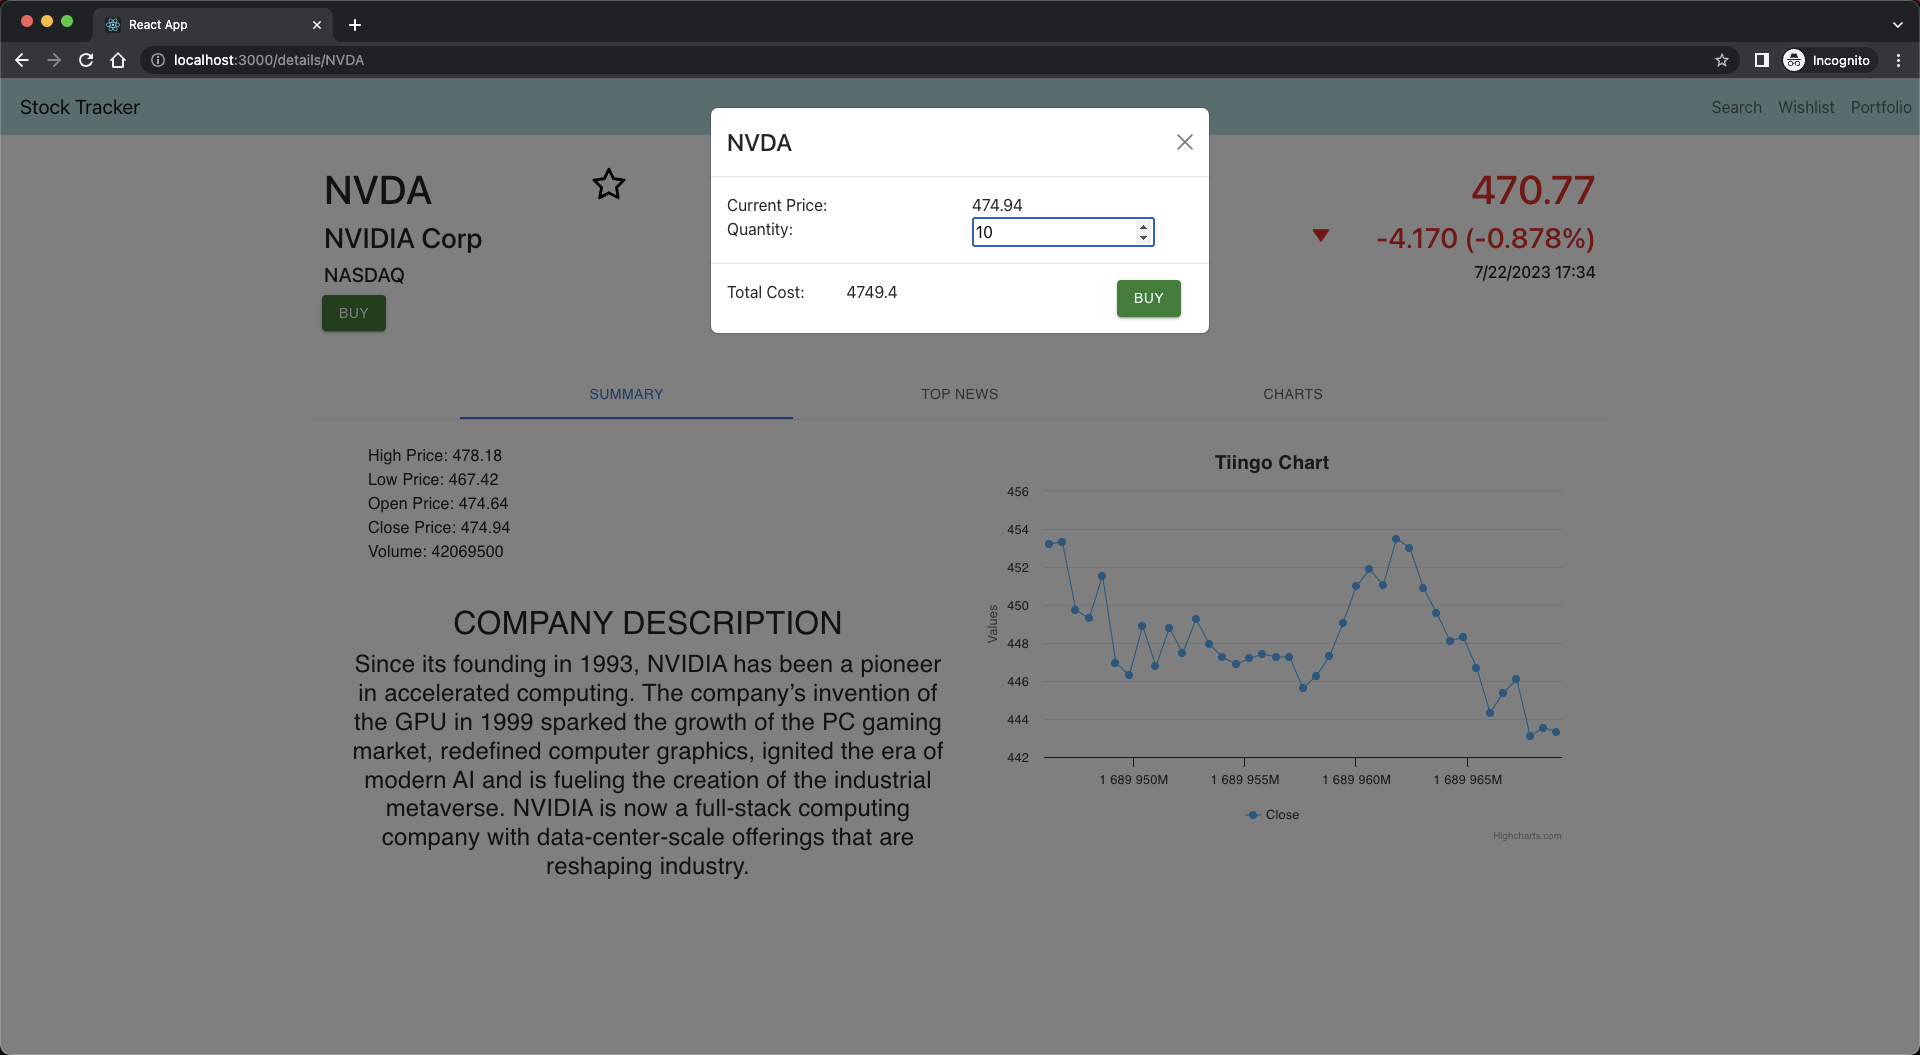 React App
localhost:3000/details/NVDA
Incognito
Stock Tracker
Search Wishlist Portfolio
NVDA
Current Price: 474.94
Quantity: 10
Total Cost: 4749.4
BUY
NVDA
NVIDIA Corp
NASDAQ
BUY
470.77
-4.170 (-0.878%)
7/22/2023 17:34
SUMMARY TOP NEWS CHARTS
High Price: 478.18
Low Price: 467.42
Open Price: 474.64
Close Price: 474.94
Volume: 42069500
COMPANY DESCRIPTION
Since its founding in 1993, NVIDIA has been a pioneer
in accelerated computing. The company’s invention of
the GPU in 1999 sparked the growth of the PC gaming
market, redefined computer graphics, ignited the era of
modern AI and is fueling the creation of the industrial
metaverse. NVIDIA is now a full-stack computing
company with data-center-scale offerings that are
reshaping industry.
Tiingo Chart
Values
456
454
452
450
448
446
444
442
1 689 950M 1 689 955M 1 689 960M 1 689 965M
Close
Highcharts.com